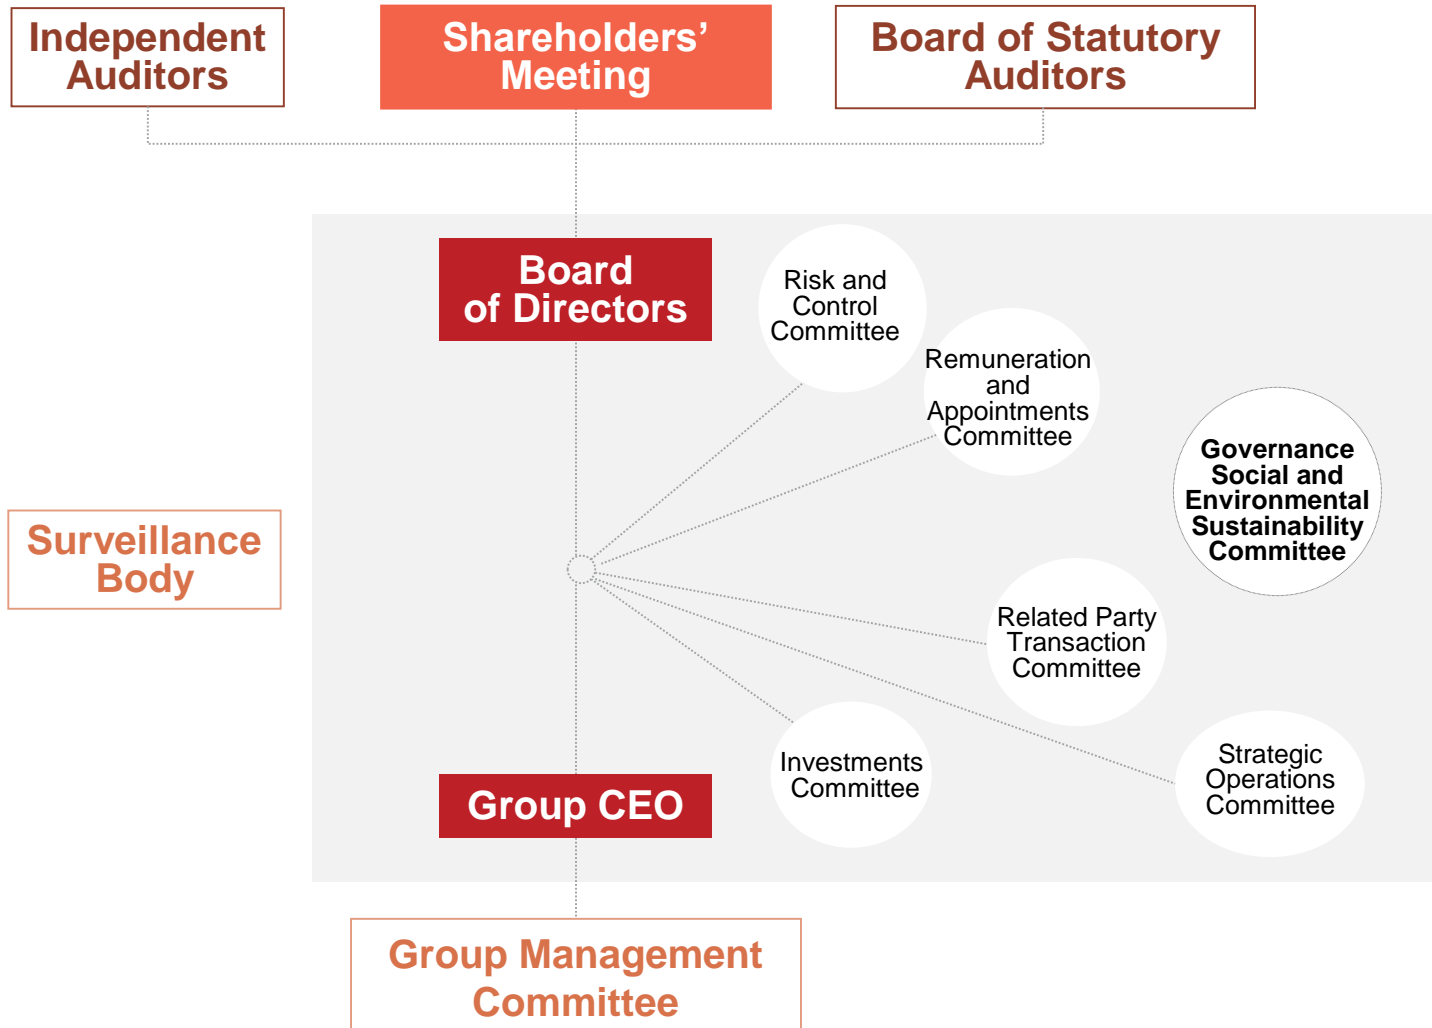 Independent
Auditors
Shareholders’
Meeting
Board of Statutory
Auditors
Board
of Directors
Risk and
Control
Committee
Remuneration
and
Appointments
Committee
Governance
Social and
Environmental
Sustainability
Committee
Surveillance
Body
Related Party
Transaction
Committee
Investments
Committee
Strategic
Operations
Committee
Group CEO
Group Management
Committee